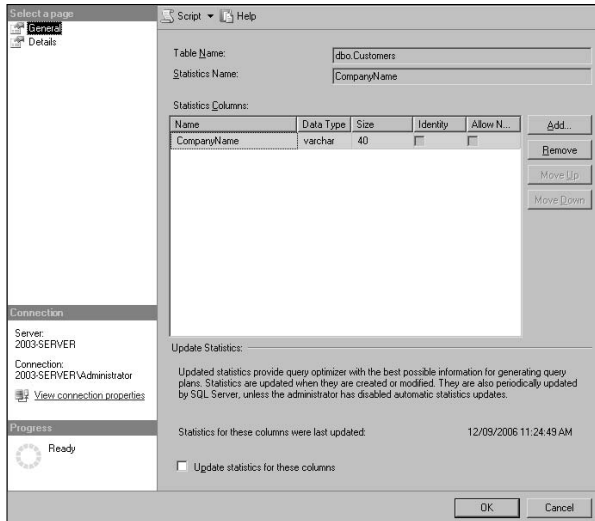 Select a page
General
Details
Script Help
Table Name: dbo.Customers
Statistics Name: CompanyName
Statistics Columns:
Name Data Type Size Identity Allow N...
CompanyName varchar 40
Add...
Remove
Move Up
Move Down
Connection
Server:
2003-SERVER
Connection:
2003-SERVER\Administrator
View connection properties
Progress
Ready
Update Statistics:
Updated statistics provide query optimizer with the best possible information for generating query
plans. Statistics are updated when they are created or modified. They are also periodically updated
by SQL Server, unless the administrator has disabled automatic statistics updates.
Statistics for these columns were last updated: 12/09/2006 11:24:49 AM
Update statistics for these columns
OK Cancel